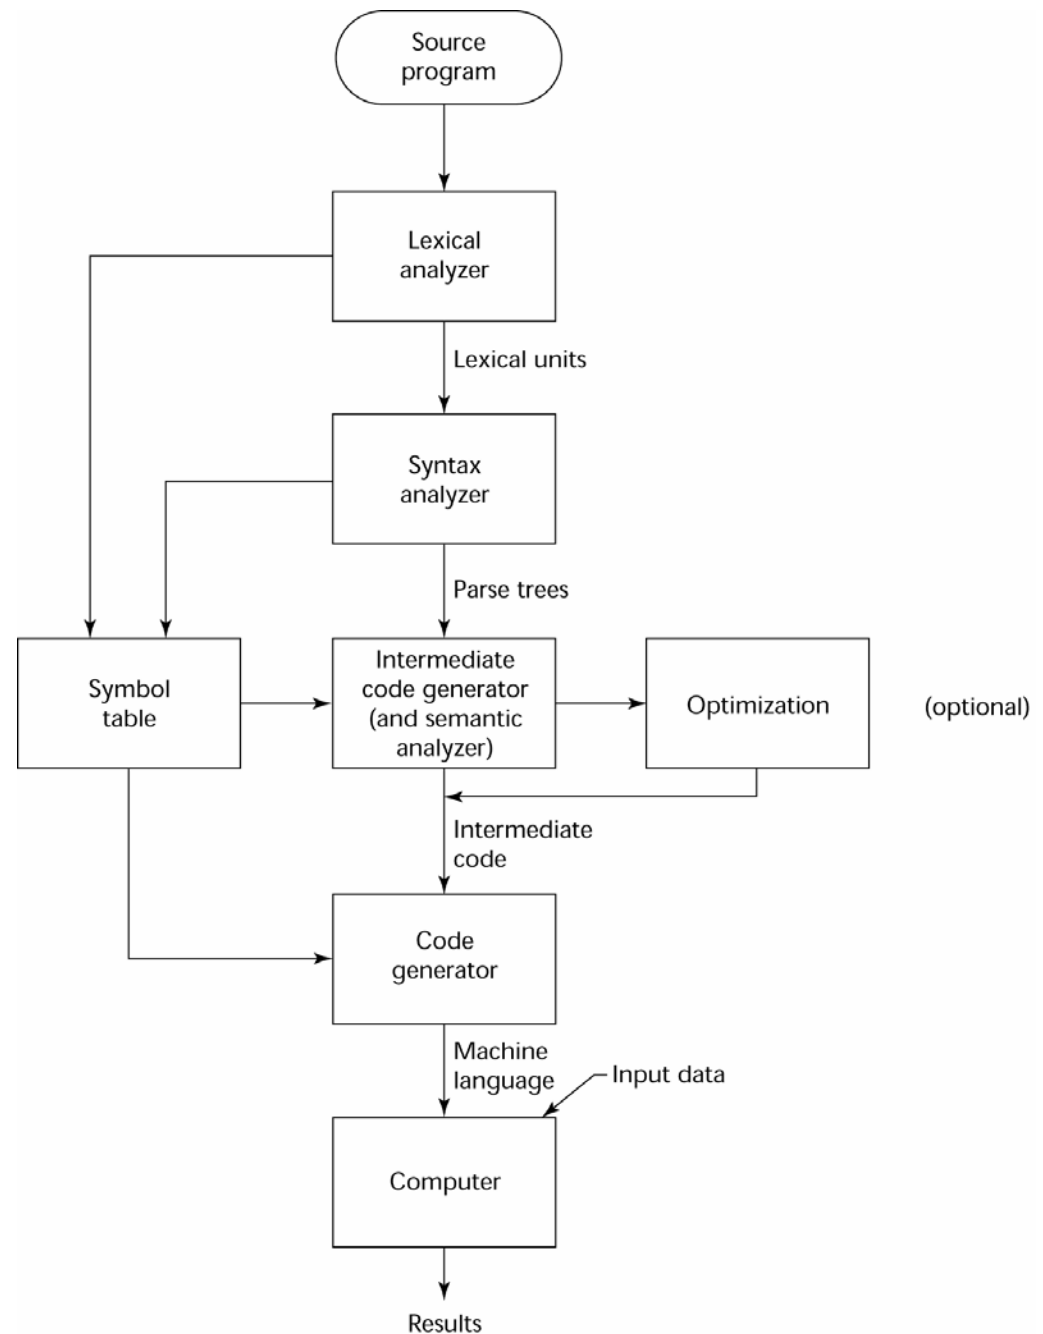 Source
program
Lexical
analyzer
Lexical units
Syntax
analyzer
Parse trees
Symbol
table
Intermediate
code generator
(and semantic
analyzer)
Optimization
(optional)
Intermediate
code
Code
generator
Machine
language
Input data
Computer
Results